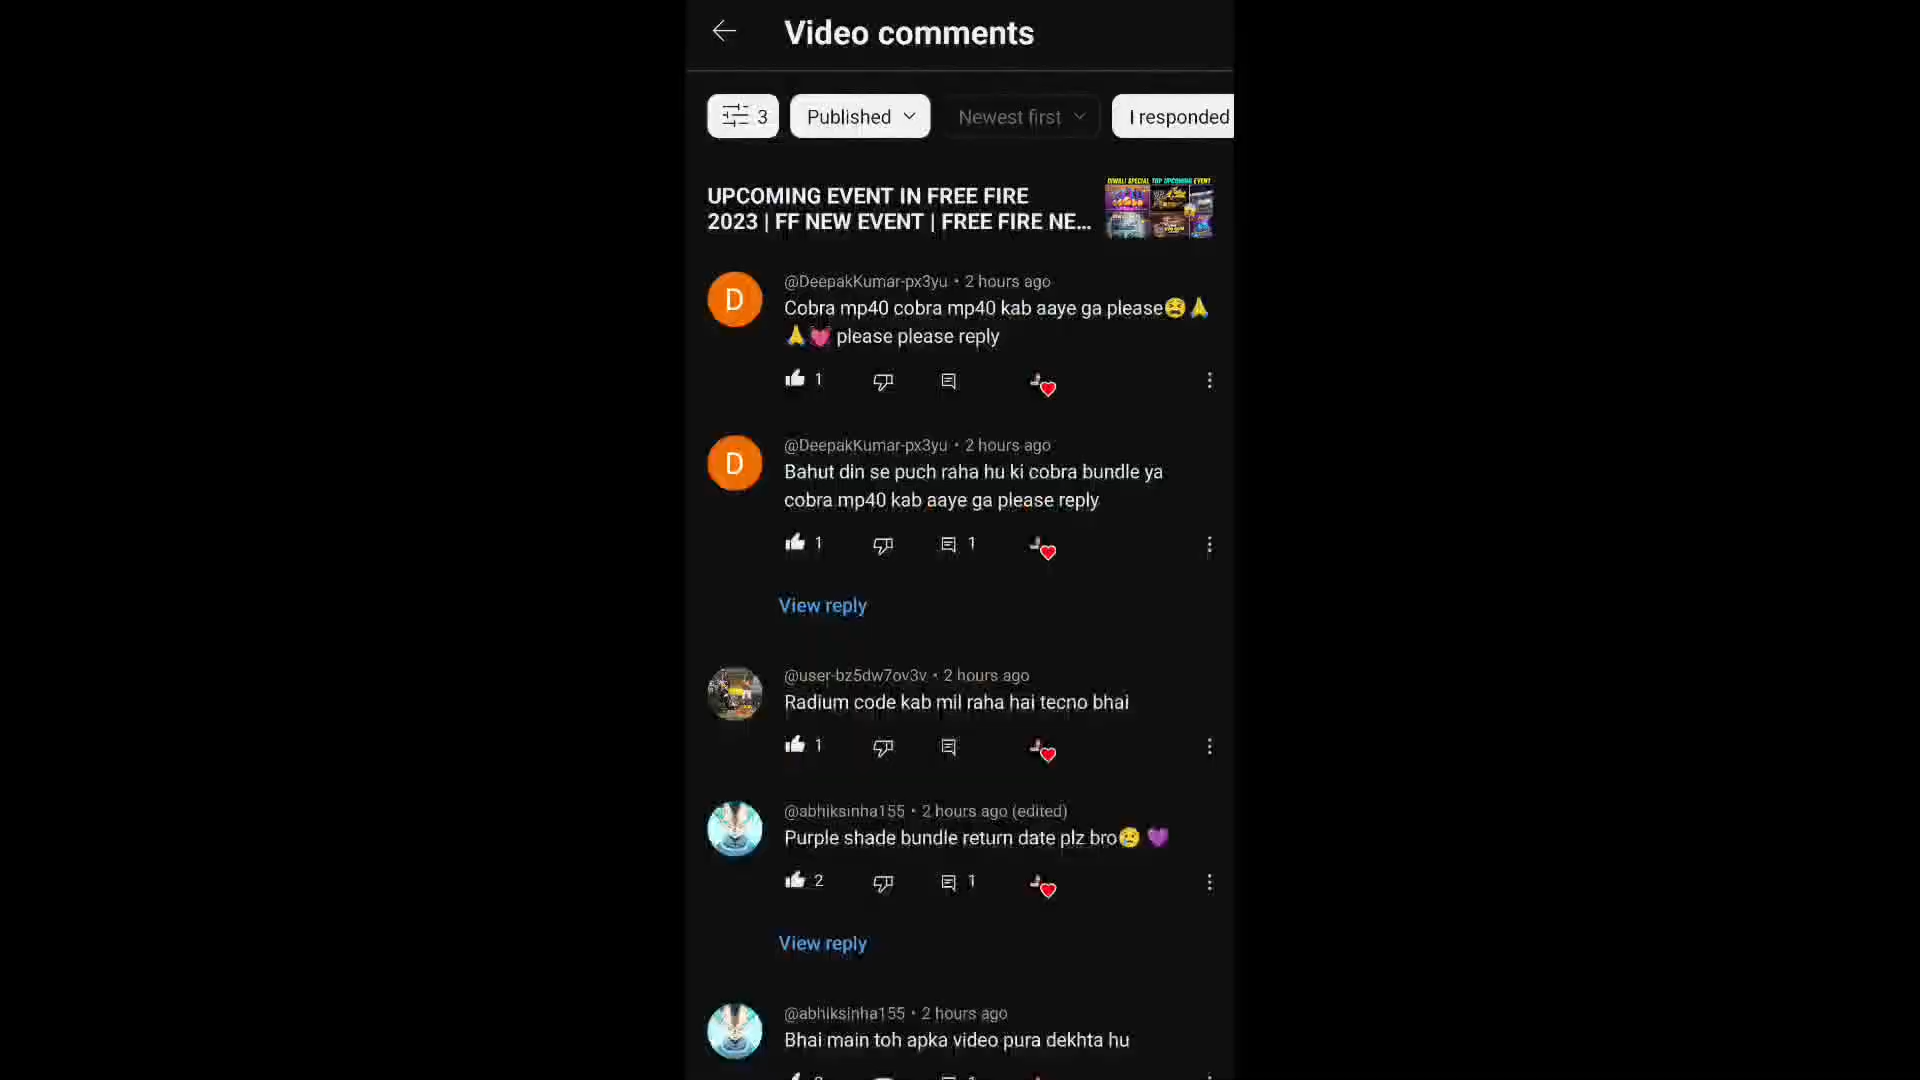 Video comments
3 Published Newest first I responded
DIWALI SPECIAL TOP UPCOMING EVENT
UPCOMING EVENT IN FREE FIRE
2023 | FF NEW EVENT | FREE FIRE NE...
D
@DeepakKumar-px3yu • 2 hours ago
Cobra mp40 cobra mp40 kab aaye ga please😫🙏
🙏💓 please please reply
1
D
@DeepakKumar-px3yu • 2 hours ago
Bahut din se puch raha hu ki cobra bundle ya
cobra mp40 kab aaye ga please reply
1 1
View reply
@user-bz5dw7ov3v • 2 hours ago
Radium code kab mil raha hai tecno bhai
1
@abhiksinha155 • 2 hours ago (edited)
Purple shade bundle return date plz bro😢 💜
2 1
View reply
@abhiksinha155 • 2 hours ago
Bhai main toh apka video pura dekhta hu